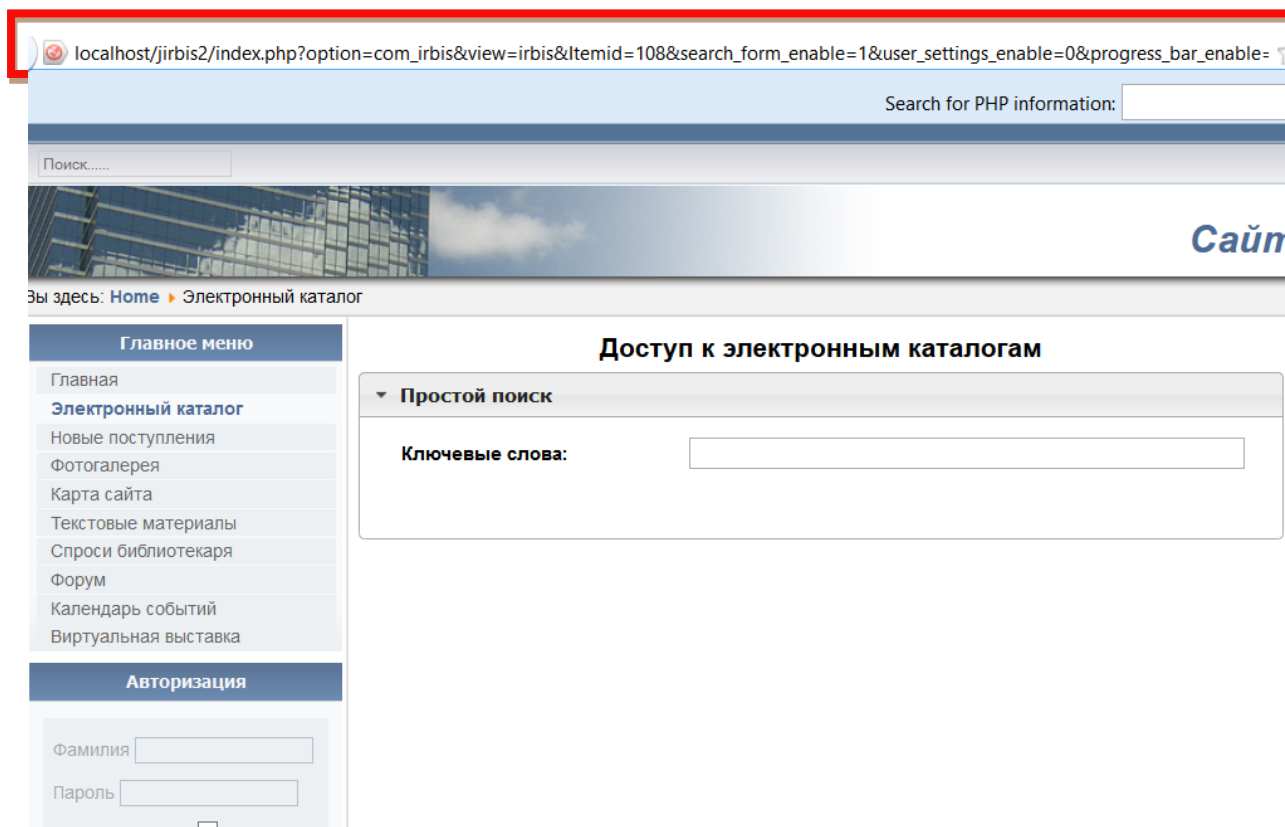 localhost/jirbis2/index.php?option=com_irbis&view=irbis&Itemid=108&search_form_enable=1&user_settings_enable=0&progress_bar_enable=
Search for PHP information:
Поиск......
Сайт
Вы здесь: Home Электронный каталог
Главное меню
Главная
Электронный каталог
Новые поступления
Фотогалерея
Карта сайта
Текстовые материалы
Спроси библиотекаря
Форум
Календарь событий
Виртуальная выставка
Авторизация
Фамилия
Пароль
Доступ к электронным каталогам
Простой поиск
Ключевые слова: